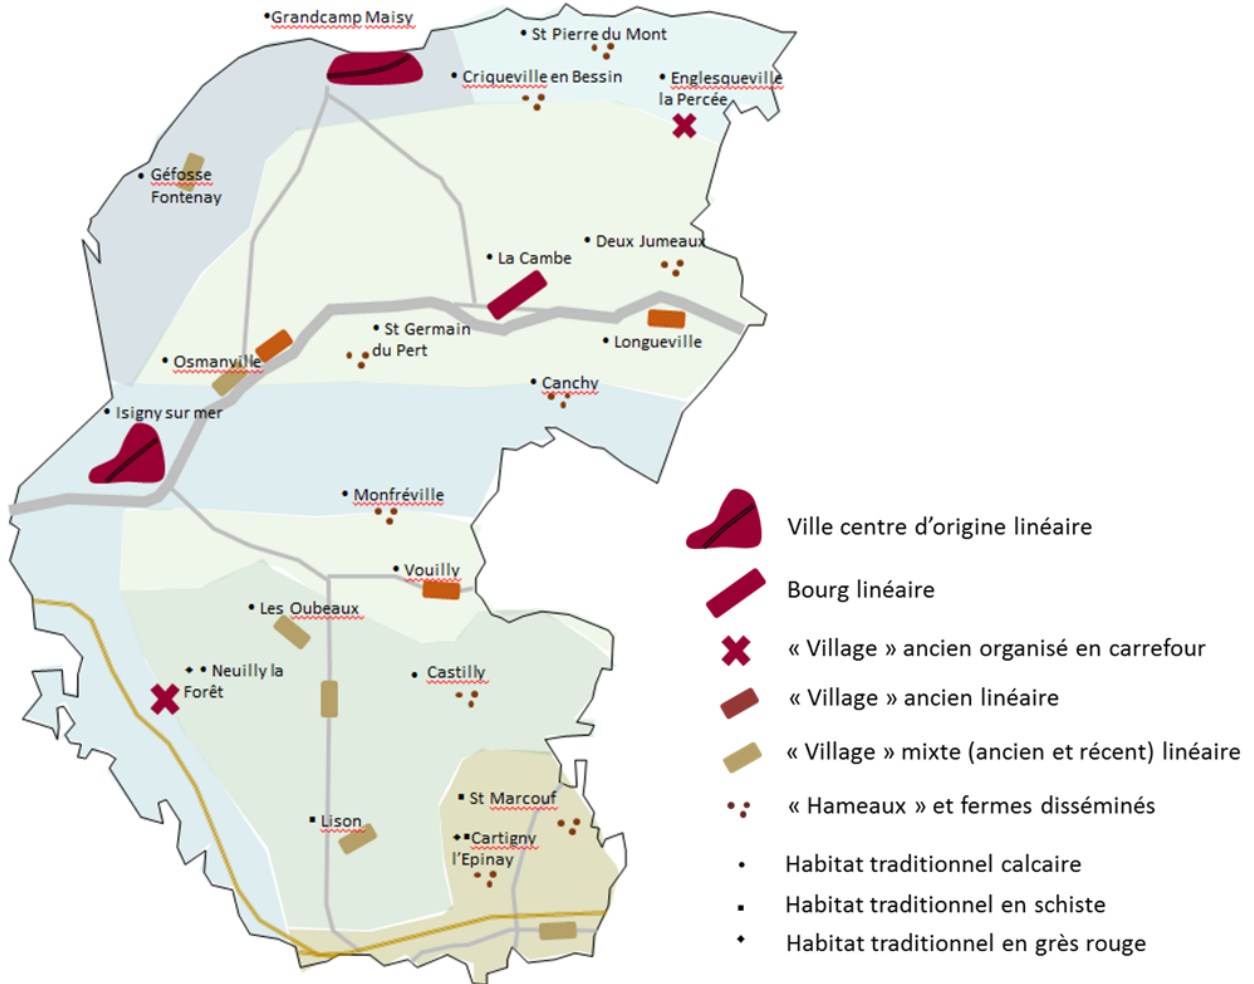 •Grandcamp Maisy
• St Pierre du Mont
• Criqueville en Bessin
• Englesqueville
la Percée
• Géfosse
Fontenay
• Deux Jumeaux
• La Cambe
• St Germain
du Pert
• Longueville
• Osmanville
• Canchy
• Isigny sur mer
• Monfréville
• Vouilly
• Les Oubeaux
• Neuilly la
Forêt
• Castilly
St Marcouf
Lison
Cartigny
l’Epinay
Ville centre d’origine linéaire
Bourg linéaire
« Village » ancien organisé en carrefour
« Village » ancien linéaire
« Village » mixte (ancien et récent) linéaire
« Hameaux » et fermes disséminés
Habitat traditionnel calcaire
Habitat traditionnel en schiste
Habitat traditionnel en grès rouge